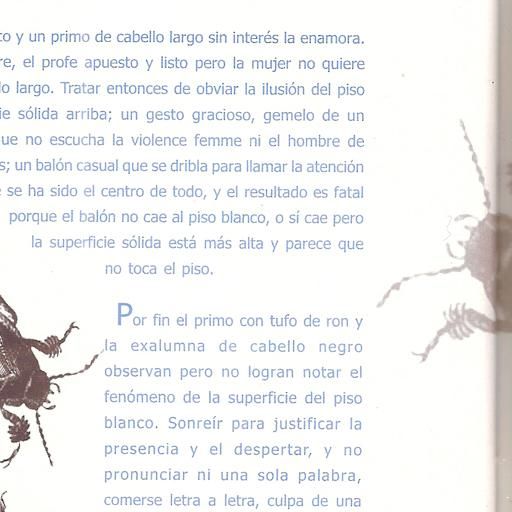 y un primo de cabello largo sin interés la enamora.
el profe apuesto y listo pero la mujer no quiere
largo. Tratar entonces de obviar la ilusión del piso
sólida arriba; un gesto gracioso, gemelo de un
que no escucha la violence femme ni el hombre de
un balón casual que se dribla para llamar la atención
se ha sido el centro de todo, y el resultado es fatal
porque el balón no cae al piso blanco, o sí cae pero
la superficie sólida está más alta y parece que
no toca el piso.
Por fin el primo con tufo de ron y
la exalumna de cabello negro
observan pero no logran notar el
fenómeno de la superficie del piso
blanco. Sonreír para justificar la
presencia y el despertar, y no
pronunciar ni una sola palabra,
comerse letra a letra, culpa de una